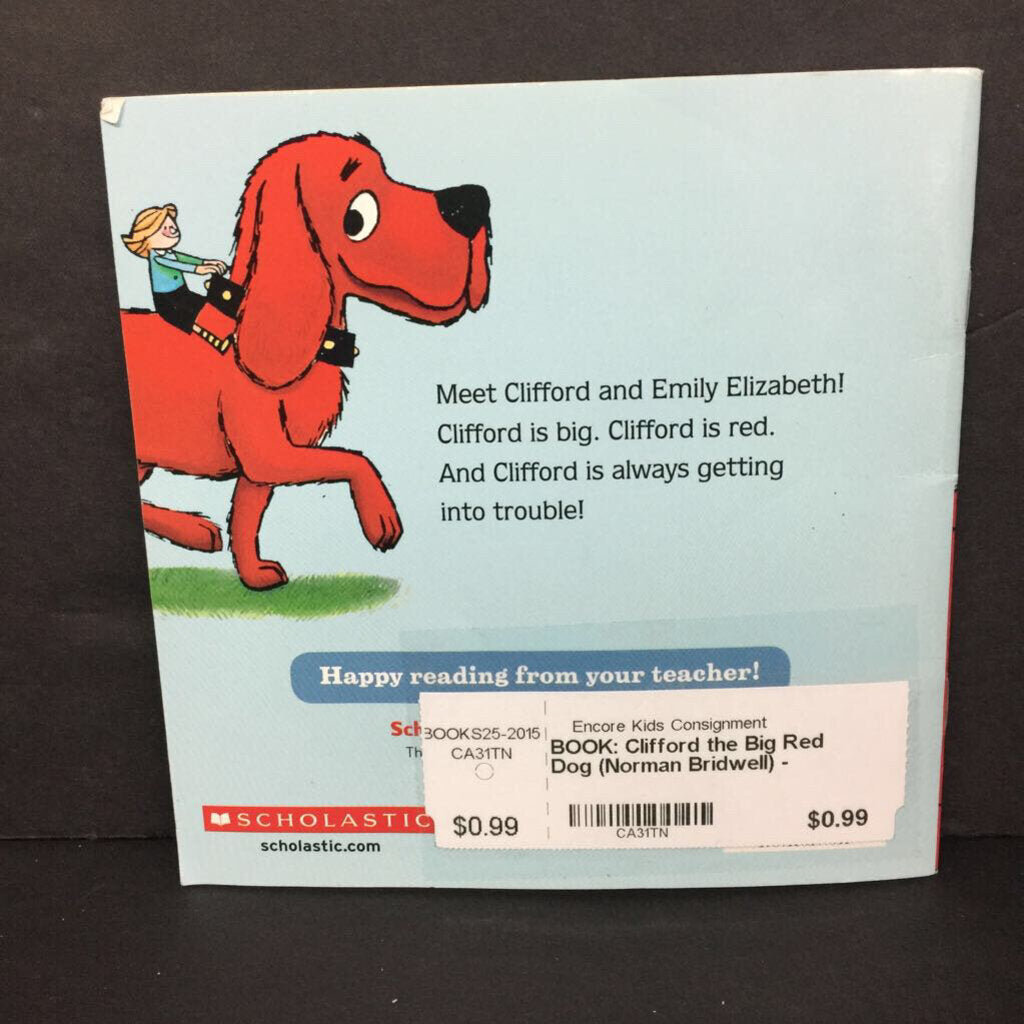 Meet Clifford and Emily Elizabeth!
Clifford is big. Clifford is red.
And Clifford is always getting
into trouble!
Happy reading from your teacher!
BOOKS25-2015
CA31TN
$0.99
Encore Kids Consignment
BOOK: Clifford the Big Red
Dog (Norman Bridwell) -
CA31TN
$0.99
SCHOLASTIC
scholastic.com